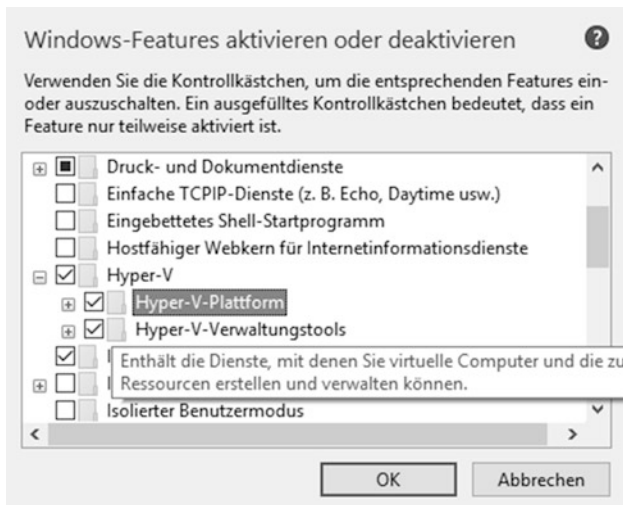 Windows-Features aktivieren oder deaktivieren
Verwenden Sie die Kontrollkästchen, um die entsprechenden Features ein-
oder auszuschalten. Ein ausgefülltes Kontrollkästchen bedeutet, dass ein
Feature nur teilweise aktiviert ist.
Druck- und Dokumentdienste
Einfache TCPIP-Dienste (z. B. Echo, Daytime usw.)
Eingebettetes Shell-Startprogramm
Hostfähiger Webkern für Internetinformationsdienste
Hyper-V
Hyper-V-Plattform
Hyper-V-Verwaltungstools
Enthält die Dienste, mit denen Sie virtuelle Computer und die
Ressourcen erstellen und verwalten können.
Isolierter Benutzermodus
OK Abbrechen